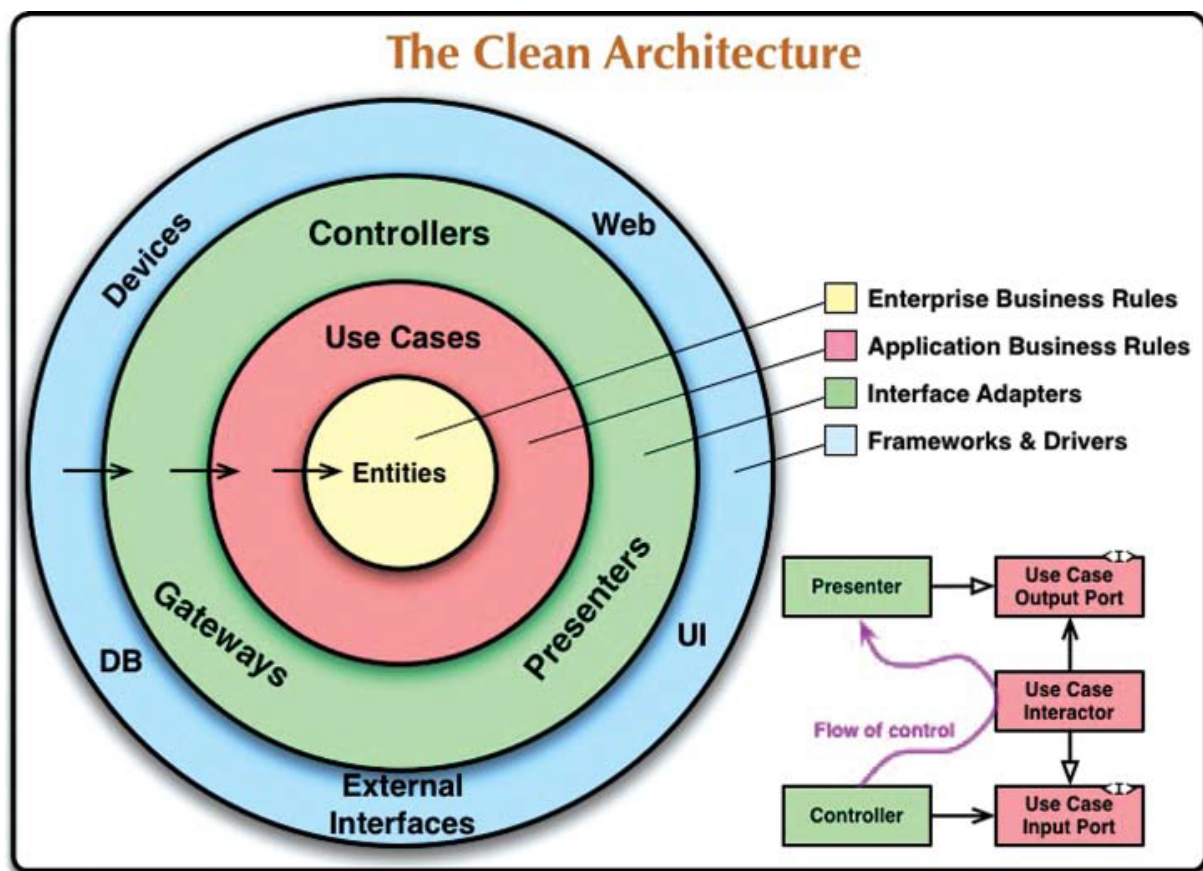 The Clean Architecture
Devices
Controllers
Web
Use Cases
Entities
Gateways
Presenters
DB
UI
External
Interfaces
Enterprise Business Rules
Application Business Rules
Interface Adapters
Frameworks & Drivers
Presenter
<I>
Use Case
Output Port
Use Case
Interactor
Flow of control
Controller
<I>
Use Case
Input Port